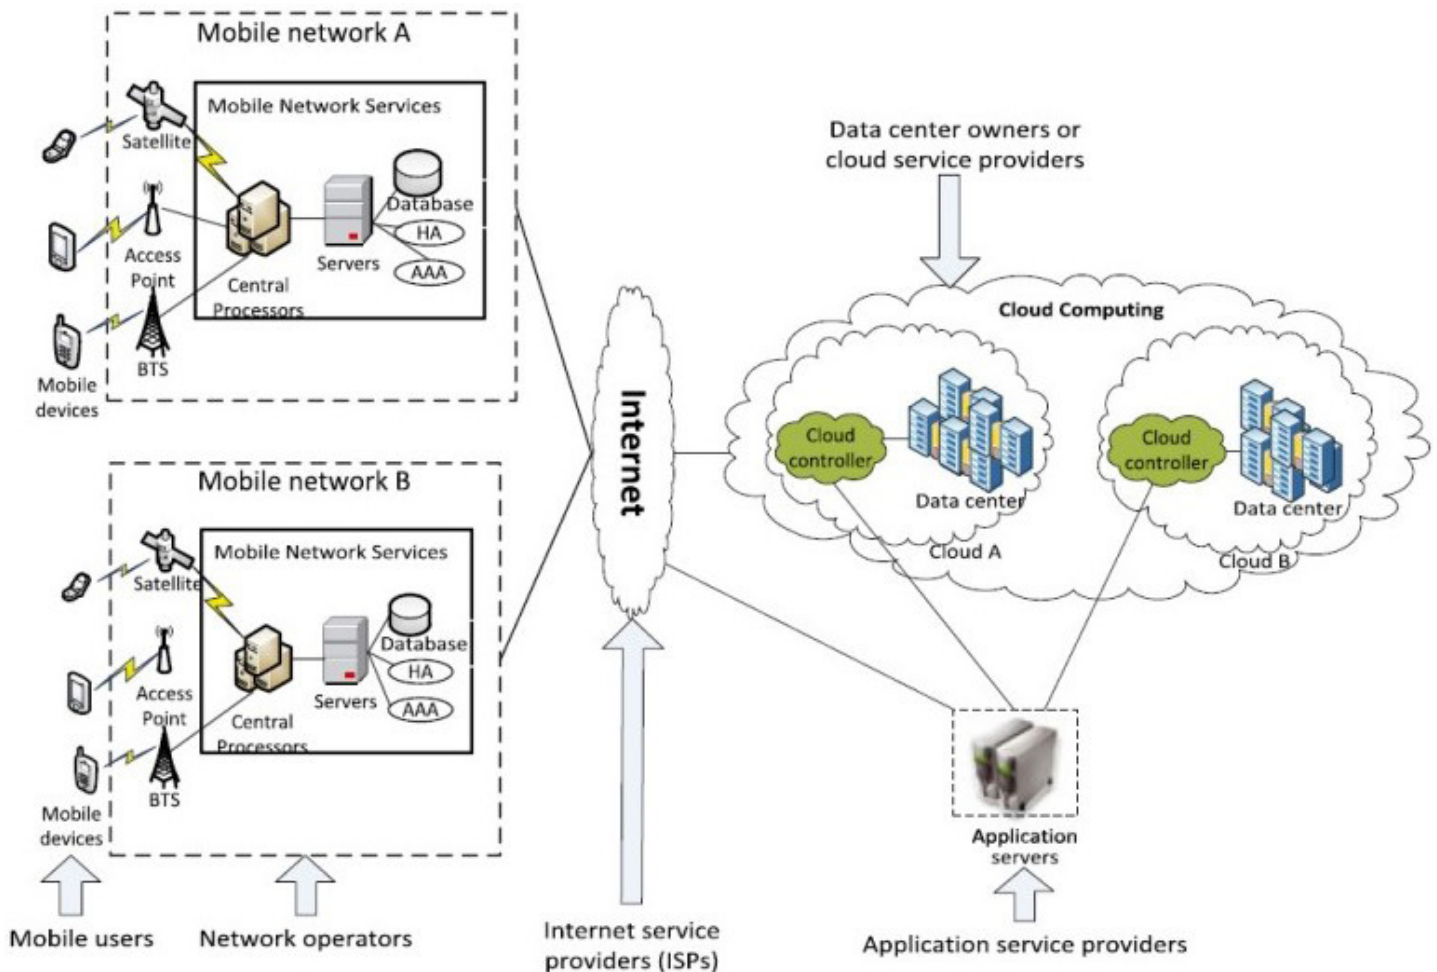 Mobile network A
Mobile Network Services
Satellite
Database
HA
AAA
Access
Point
Servers
Central
Processors
BTS
Mobile
devices
Mobile network B
Mobile Network Services
Satellite
Database
HA
AAA
Access
Point
Servers
Central
Processors
BTS
Mobile
devices
Mobile users
Network operators
Internet
Internet service
providers (ISPs)
Data center owners or
cloud service providers
Cloud Computing
Cloud
controller
Data center
Cloud A
Cloud
controller
Data center
Cloud B
Application
servers
Application service providers